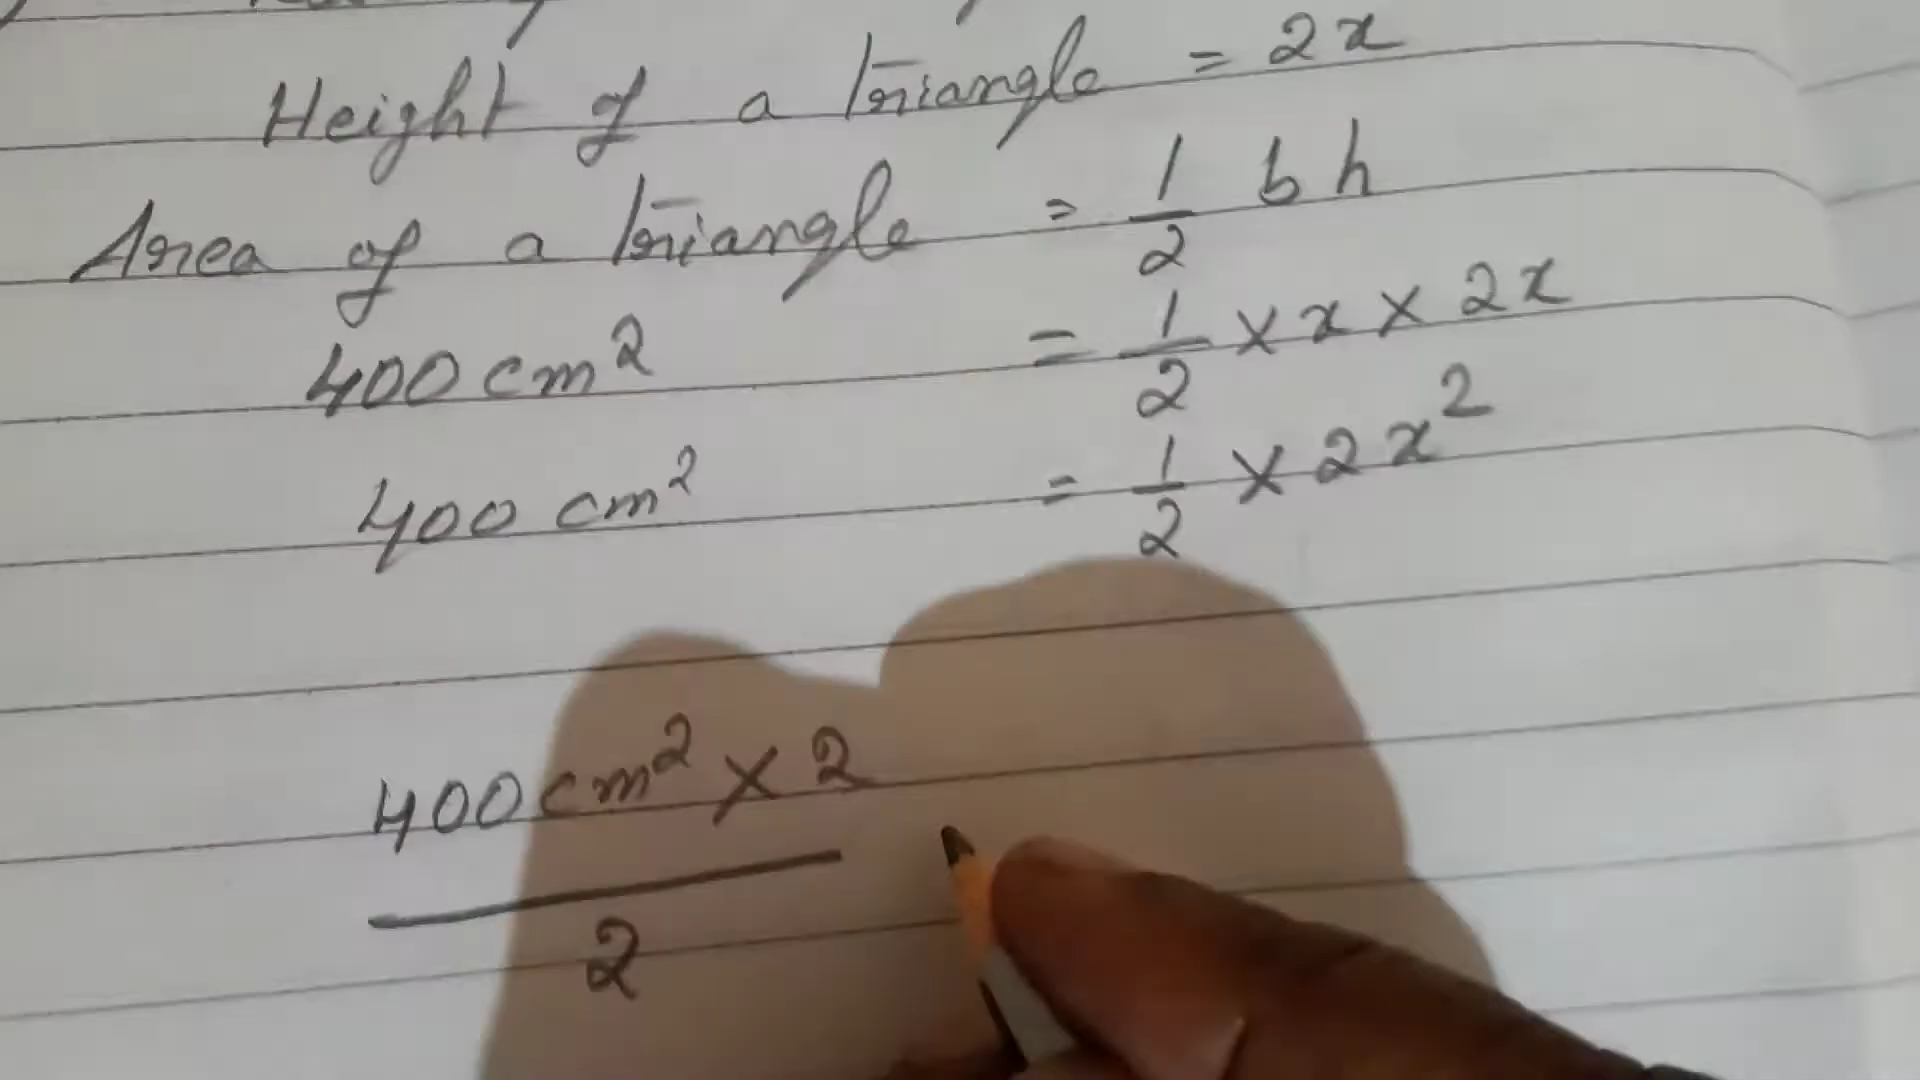 Height of a triangle = 2x
Area of a triangle = 1/2 b h
400 cm² = 1/2 × x × 2x
400 cm² = 1/2 × 2x²
400 cm² × 2
2